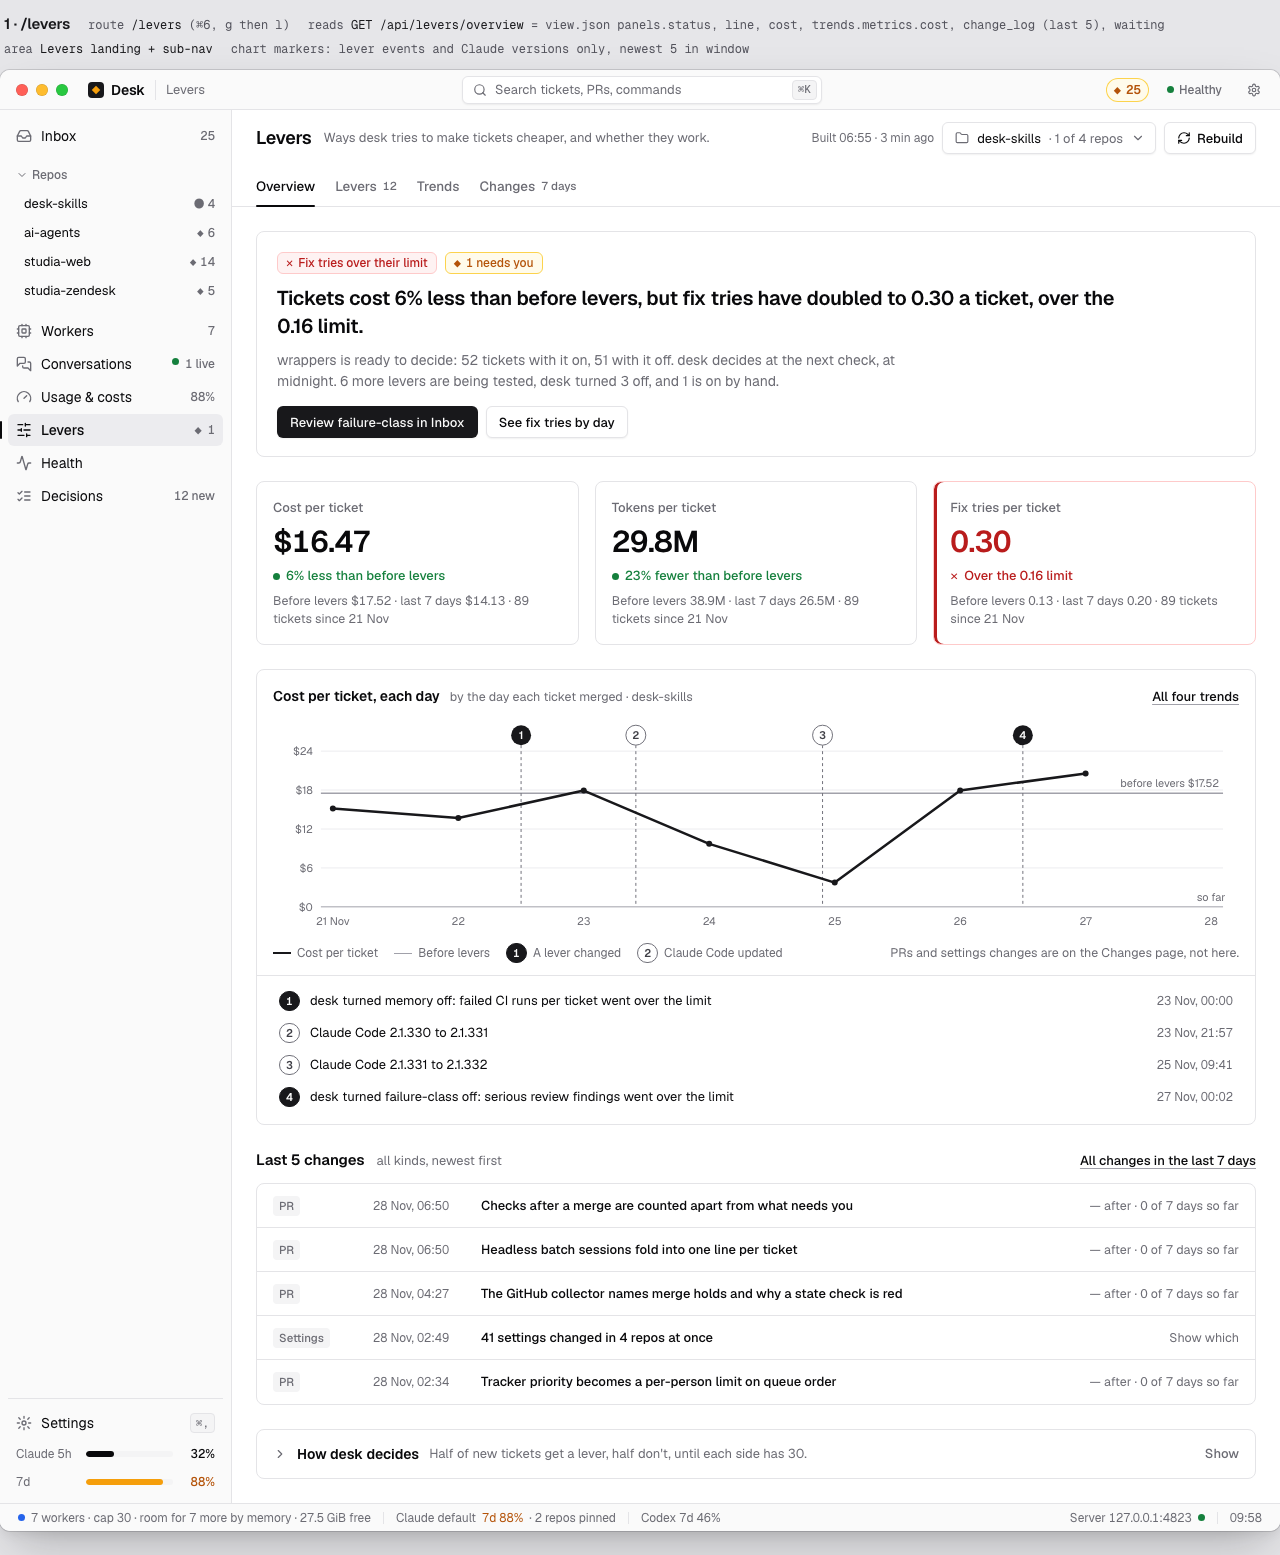 1 · /levers route /levers (⌘6, g then l) reads GET /api/levers/overview = view.json panels.status, line, cost, trends.metrics.cost, change_log (last 5), waiting
area Levers landing + sub-nav chart markers: lever events and Claude versions only, newest 5 in window
Desk Levers
Search tickets, PRs, commands ⌘K
25 Healthy
Inbox 25
Repos
desk-skills 4
ai-agents 6
studia-web 14
studia-zendesk 5
Workers 7
Conversations 1 live
Usage & costs 88%
Levers 1
Health
Decisions 12 new
Settings ⌘,
Claude 5h 32%
7d 88%
Levers Ways desk tries to make tickets cheaper, and whether they work.
Built 06:55 · 3 min ago desk-skills · 1 of 4 repos Rebuild
Overview Levers 12 Trends Changes 7 days
× Fix tries over their limit 1 needs you
Tickets cost 6% less than before levers, but fix tries have doubled to 0.30 a ticket, over the
0.16 limit.
wrappers is ready to decide: 52 tickets with it on, 51 with it off. desk decides at the next check, at
midnight. 6 more levers are being tested, desk turned 3 off, and 1 is on by hand.
Review failure-class in Inbox See fix tries by day
Cost per ticket
$16.47
6% less than before levers
Before levers $17.52 · last 7 days $14.13 · 89
tickets since 21 Nov
Tokens per ticket
29.8M
23% fewer than before levers
Before levers 38.9M · last 7 days 26.5M · 89
tickets since 21 Nov
Fix tries per ticket
0.30
× Over the 0.16 limit
Before levers 0.13 · last 7 days 0.20 · 89 tickets
since 21 Nov
Cost per ticket, each day by the day each ticket merged · desk-skills All four trends
1 2 3 4
$24
$18
$12
$6
$0
before levers $17.52
so far
21 Nov 22 23 24 25 26 27 28
Cost per ticket Before levers 1 A lever changed 2 Claude Code updated PRs and settings changes are on the Changes page, not here.
1 desk turned memory off: failed CI runs per ticket went over the limit 23 Nov, 00:00
2 Claude Code 2.1.330 to 2.1.331 23 Nov, 21:57
3 Claude Code 2.1.331 to 2.1.332 25 Nov, 09:41
4 desk turned failure-class off: serious review findings went over the limit 27 Nov, 00:02
Last 5 changes all kinds, newest first All changes in the last 7 days
PR 28 Nov, 06:50 Checks after a merge are counted apart from what needs you — after · 0 of 7 days so far
PR 28 Nov, 06:50 Headless batch sessions fold into one line per ticket — after · 0 of 7 days so far
PR 28 Nov, 04:27 The GitHub collector names merge holds and why a state check is red — after · 0 of 7 days so far
Settings 28 Nov, 02:49 41 settings changed in 4 repos at once Show which
PR 28 Nov, 02:34 Tracker priority becomes a per-person limit on queue order — after · 0 of 7 days so far
How desk decides Half of new tickets get a lever, half don't, until each side has 30. Show
7 workers · cap 30 · room for 7 more by memory · 27.5 GiB free Claude default 7d 88% · 2 repos pinned Codex 7d 46% Server 127.0.0.1:4823 09:58